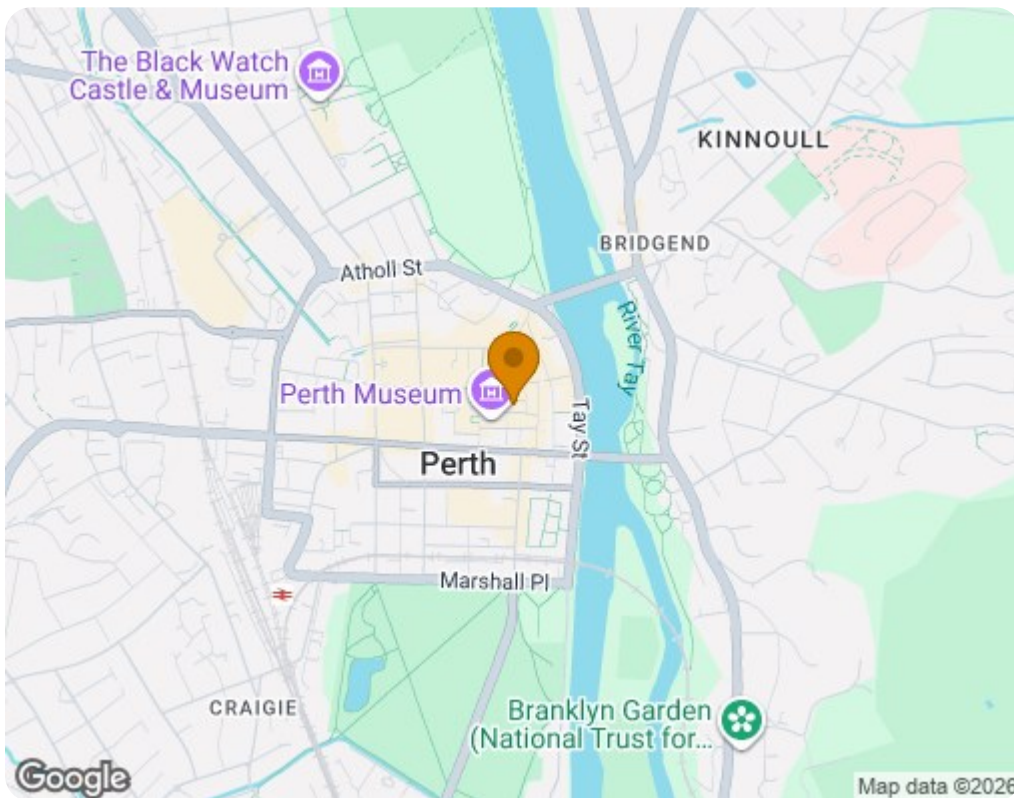 The Black Watch
Castle & Museum
KINNOULL
BRIDGEND
Atholl St
River Tay
Perth Museum
Tay St
Perth
Marshall Pl
CRAIGIE
Branklyn Garden
(National Trust for...
Google
Map data ©2026